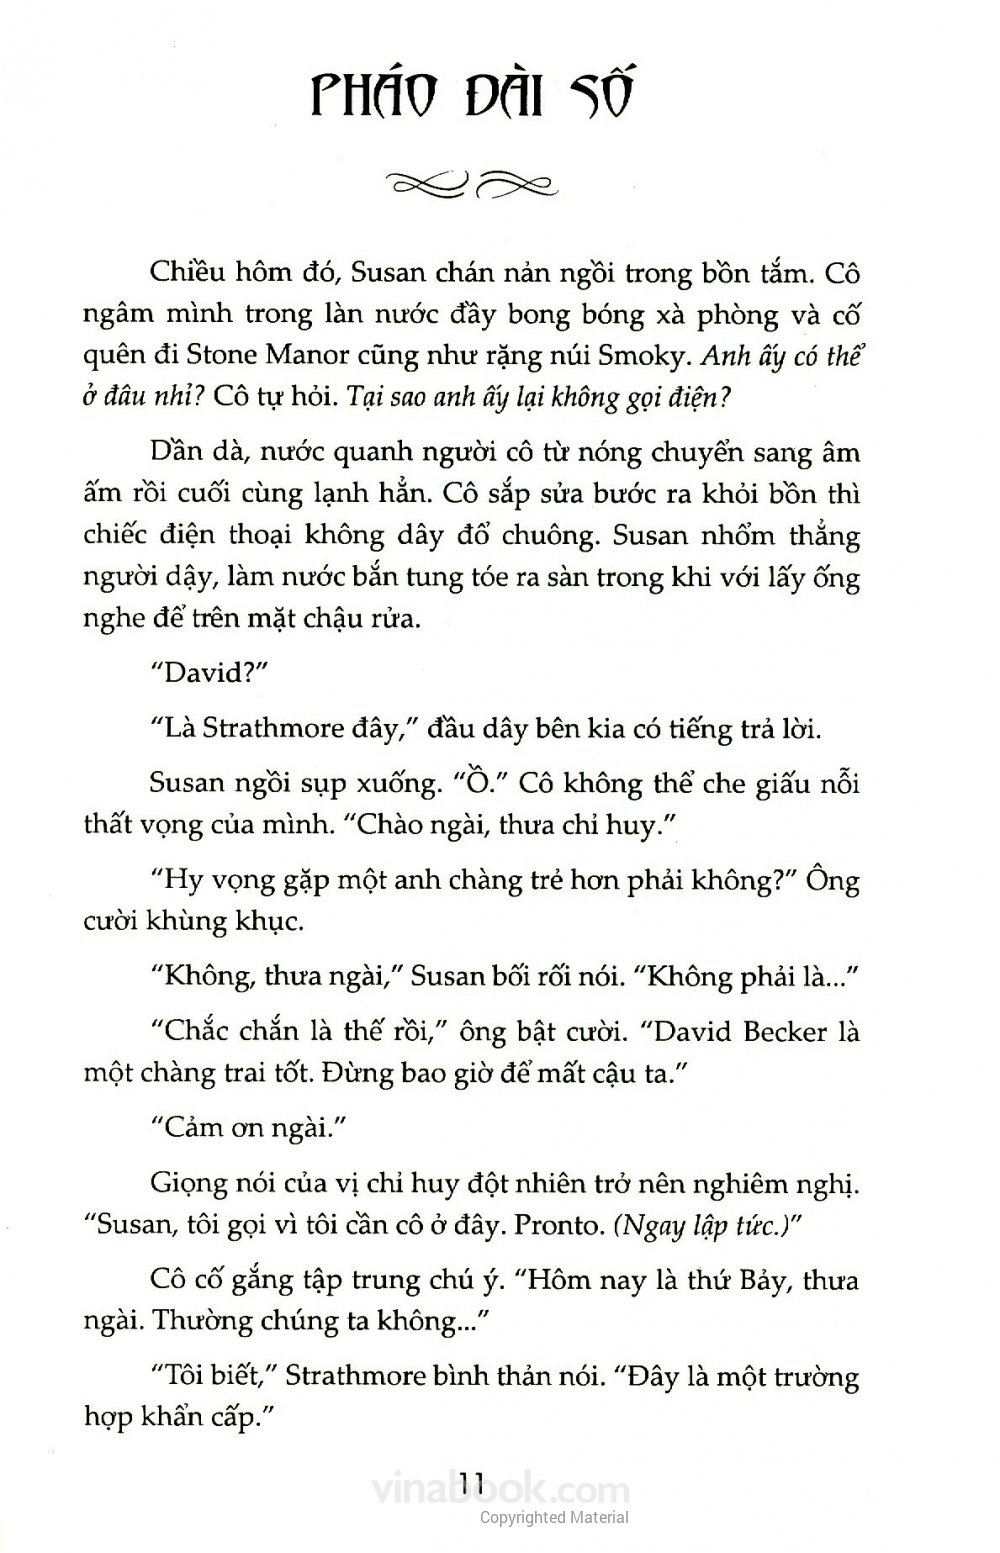 PHÁO ĐÀI SỐ
Chiều hôm đó, Susan chán nản ngồi trong bồn tắm. Cô
ngâm mình trong làn nước đầy bong bóng xà phòng và cố
quên đi Stone Manor cũng như rặng núi Smoky. Anh ấy có thể
ở đâu nhỉ? Cô tự hỏi. Tại sao anh ấy lại không gọi điện?
Dần dà, nước quanh người cô từ nóng chuyển sang âm
ấm rồi cuối cùng lạnh hẳn. Cô sắp sửa bước ra khỏi bồn thì
chiếc điện thoại không dây đổ chuông. Susan nhổm thẳng
người dậy, làm nước bắn tung tóe ra sàn trong khi với lấy ống
nghe để trên mặt chậu rửa.
“David?”
“Là Strathmore đây,” đầu dây bên kia có tiếng trả lời.
Susan ngồi sụp xuống. “Ồ.” Cô không thể che giấu nỗi
thất vọng của mình. “Chào ngài, thưa chỉ huy.”
“Hy vọng gặp một anh chàng trẻ hơn phải không?” Ông
cười khùng khục.
“Không, thưa ngài,” Susan bối rối nói. “Không phải là...”
“Chắc chắn là thế rồi,” ông bật cười. “David Becker là
một chàng trai tốt. Đừng bao giờ để mất cậu ta.”
“Cảm ơn ngài.”
Giọng nói của vị chỉ huy đột nhiên trở nên nghiêm nghị.
“Susan, tôi gọi vì tôi cần cô ở đây. Pronto. (Ngay lập tức.)”
Cô cố gắng tập trung chú ý. “Hôm nay là thứ Bảy, thưa
ngài. Thường chúng ta không...”
“Tôi biết,” Strathmore bình thản nói. “Đây là một trường
hợp khẩn cấp.”
11
vinabook.com
Copyrighted Material